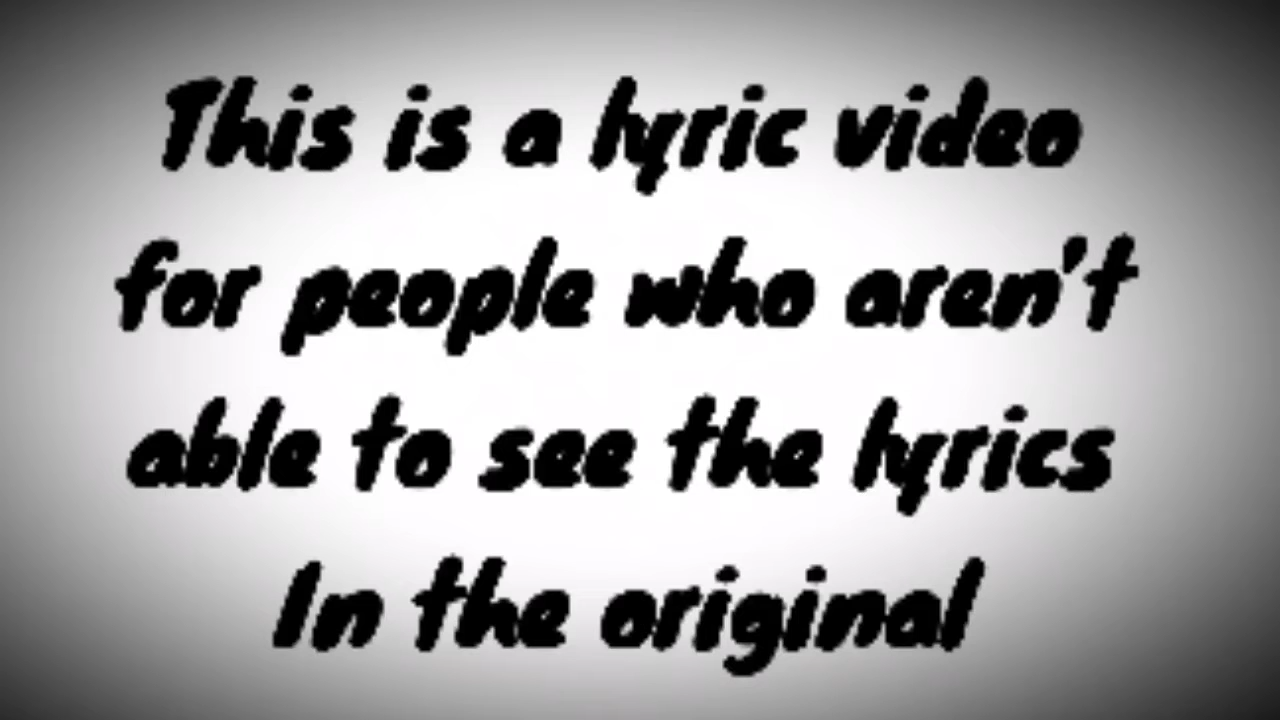 This is a lyric video
for people who aren't
able to see the lyrics
In the original